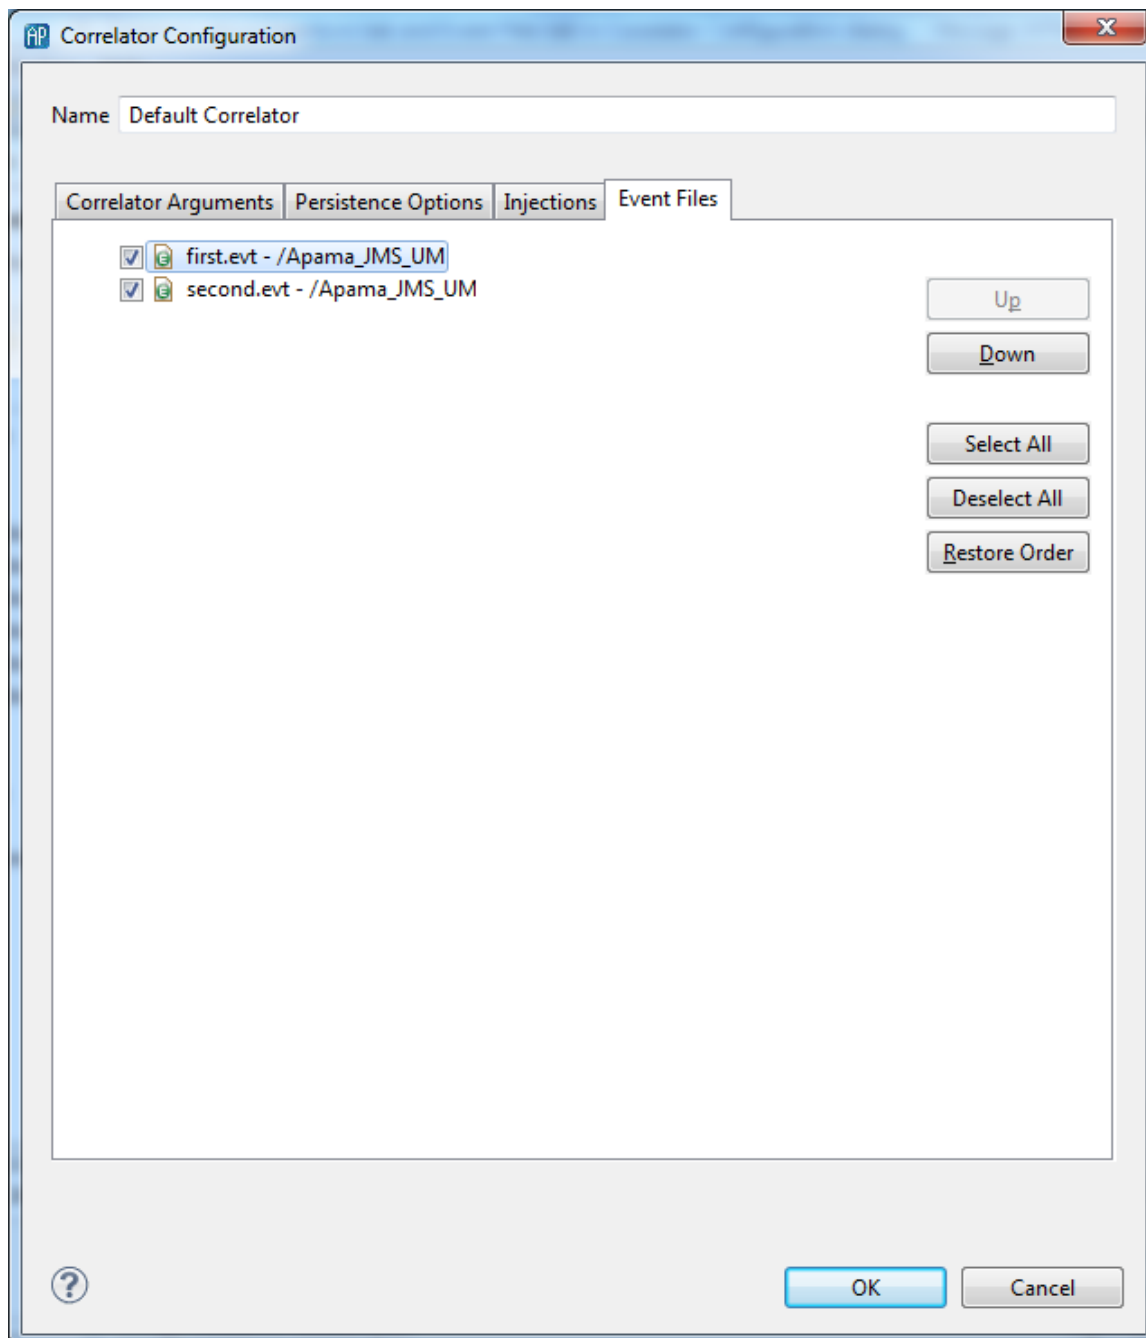 AP Correlator Configuration
Name Default Correlator
Correlator Arguments Persistence Options Injections Event Files
first.evt - /Apama_JMS_UM
second.evt - /Apama_JMS_UM
Up
Down
Select All
Deselect All
Restore Order
? OK Cancel